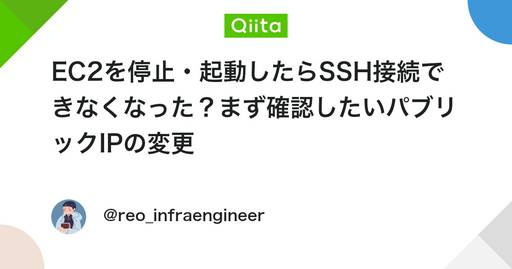 Qiita
EC2を停止・起動したらSSH接続で
きなくなった？まず確認したいパブリ
ックIPの変更
@reo_infraengineer